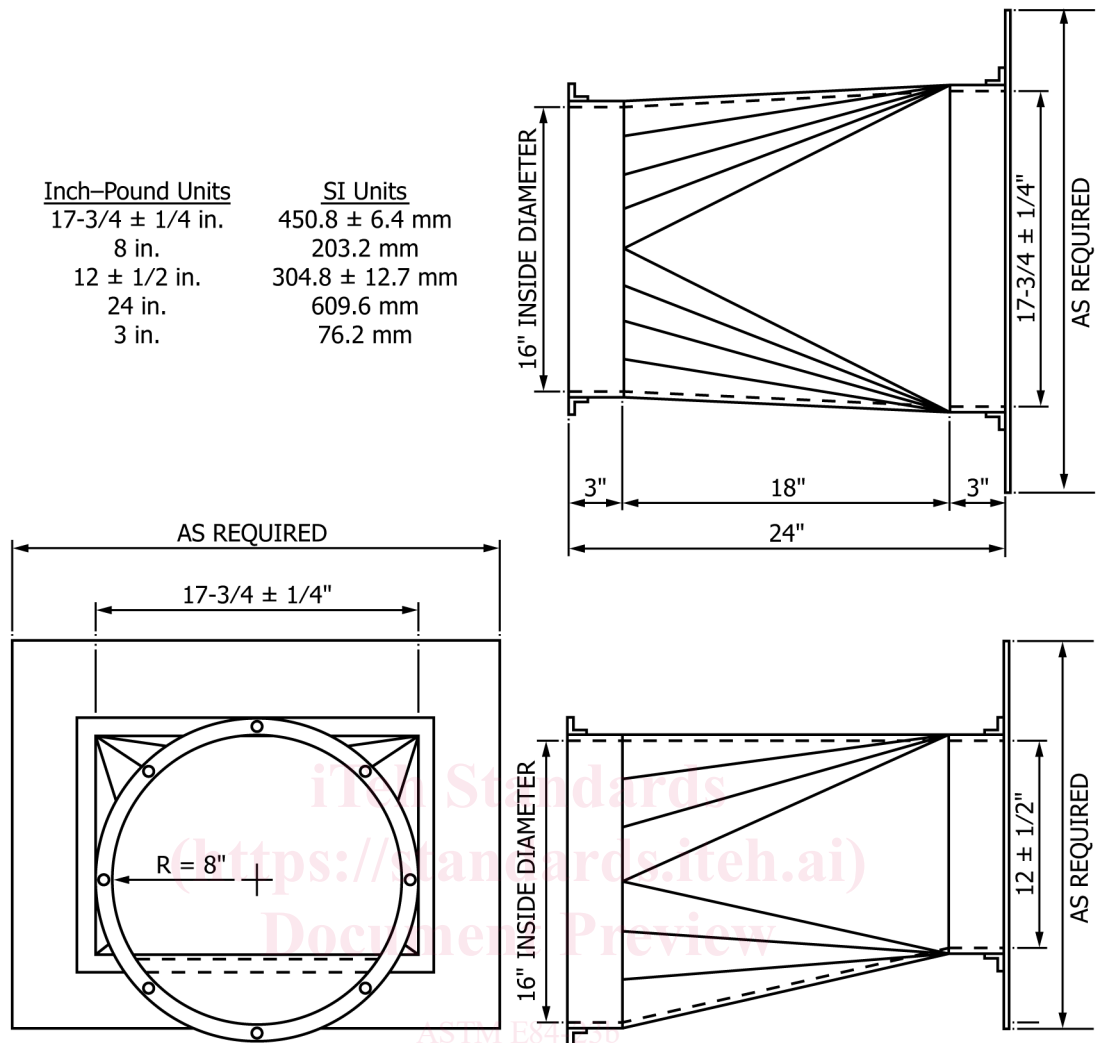 Inch–Pound Units SI Units
17-3/4 ± 1/4 in. 450.8 ± 6.4 mm
8 in. 203.2 mm
12 ± 1/2 in. 304.8 ± 12.7 mm
24 in. 609.6 mm
3 in. 76.2 mm
16" INSIDE DIAMETER
17-3/4 ± 1/4"
AS REQUIRED
3" 18" 3"
24"
AS REQUIRED
17-3/4 ± 1/4"
R = 8"
16" INSIDE DIAMETER
12 ± 1/2"
AS REQUIRED
iTeh Standards
(https://standards.iteh.ai)
Document Preview
ASTM E84-23b